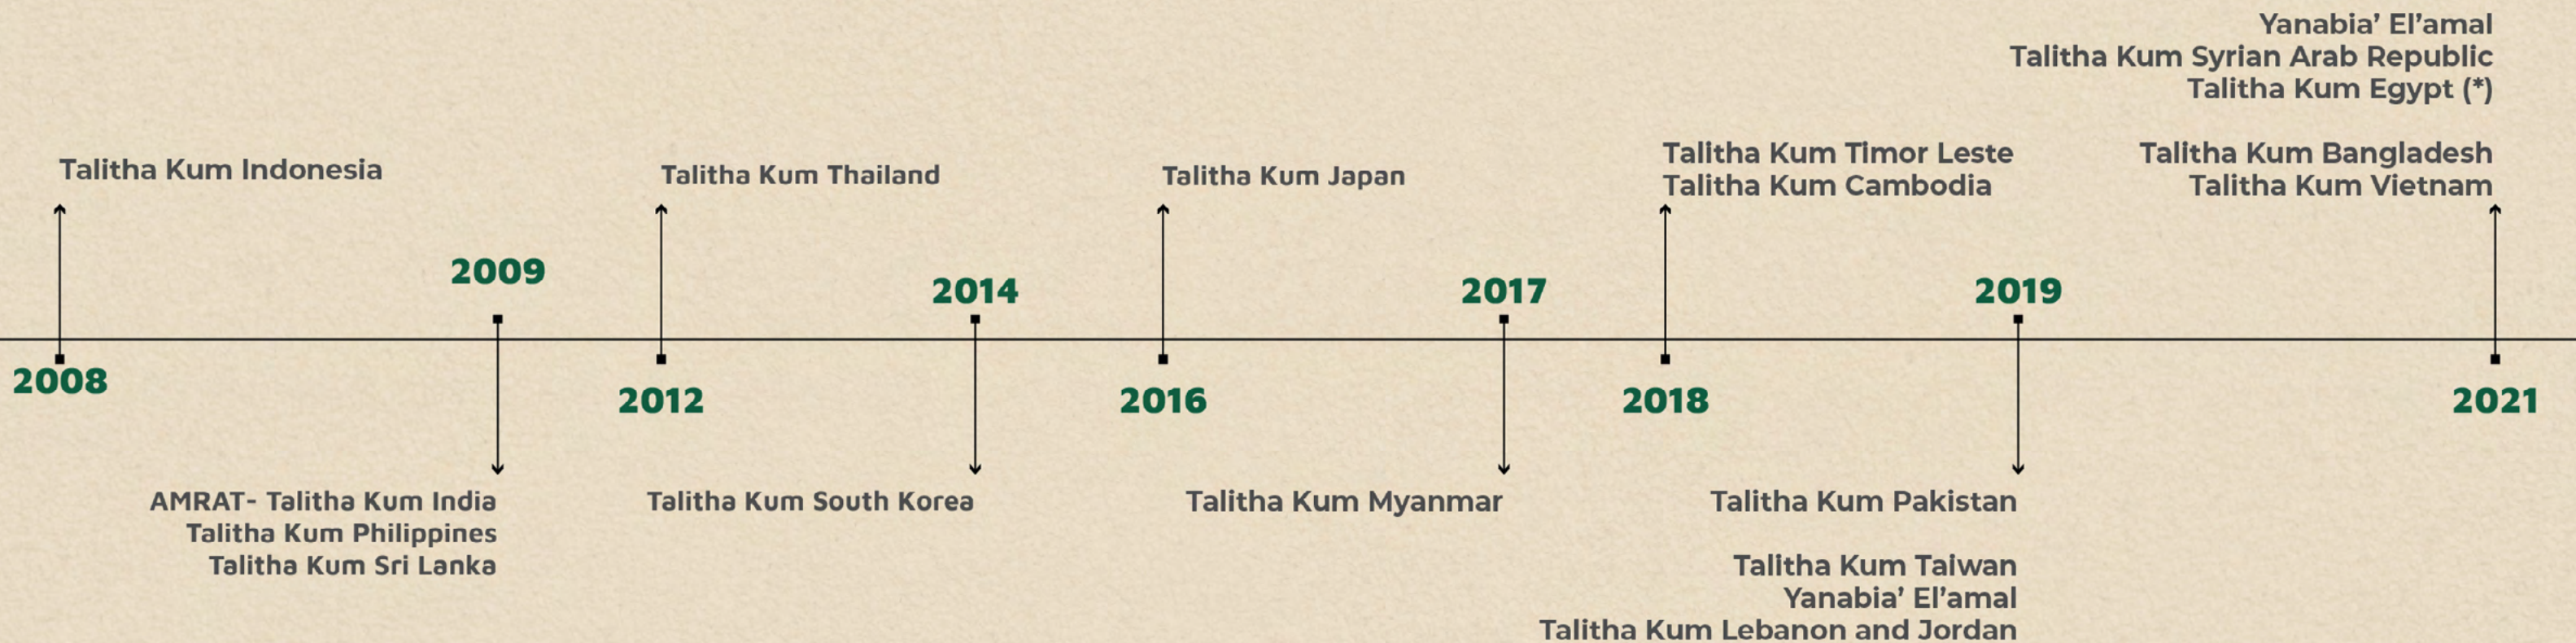 Talitha Kum Indonesia
2008
2009
AMRAT- Talitha Kum India
Talitha Kum Philippines
Talitha Kum Sri Lanka
Talitha Kum Thailand
2012
2014
Talitha Kum South Korea
Talitha Kum Japan
2016
2017
Talitha Kum Myanmar
Talitha Kum Timor Leste
Talitha Kum Cambodia
2018
2019
Talitha Kum Pakistan
Talitha Kum Taiwan
Yanabia’ El’amal
Talitha Kum Lebanon and Jordan
Yanabia’ El’amal
Talitha Kum Syrian Arab Republic
Talitha Kum Egypt (*)
Talitha Kum Bangladesh
Talitha Kum Vietnam
2021